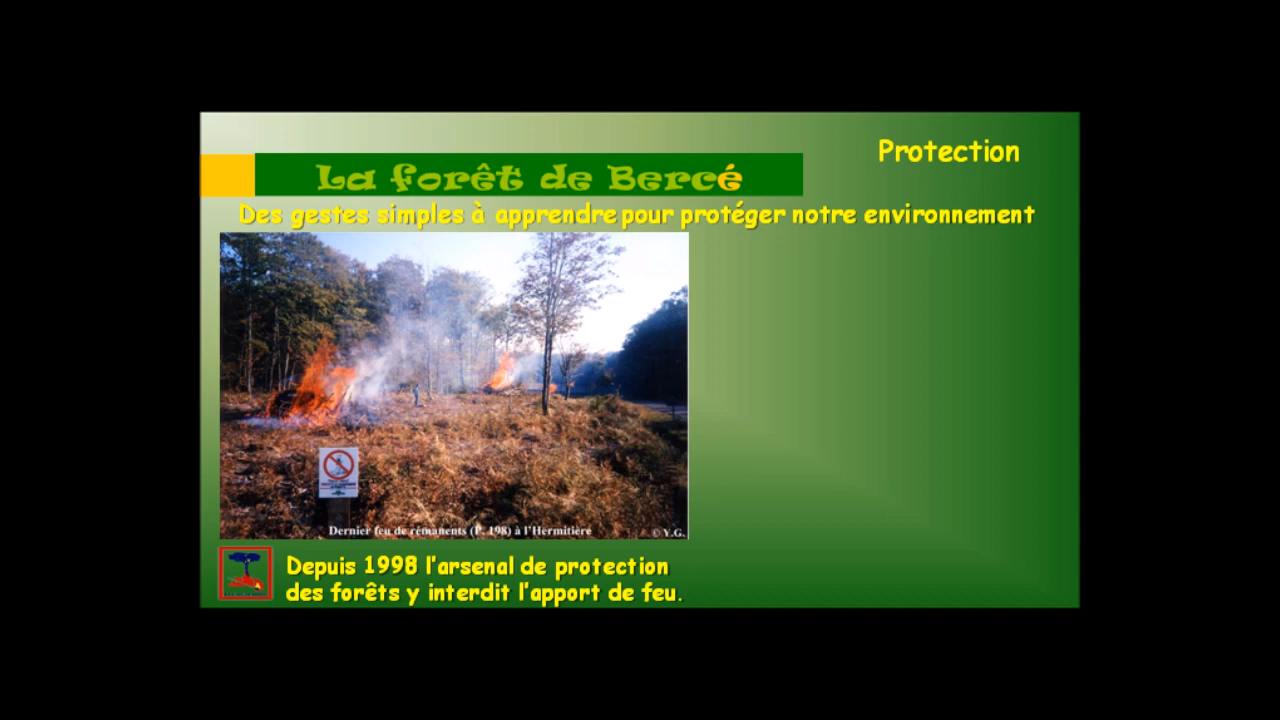 Protection
La forêt de Bercé
Des gestes simples à apprendre pour protéger notre environnement
Dernier feu de rémanents (P. 198) à l'Hermitière
© Y.G.
Depuis 1998 l'arsenal de protection
des forêts y interdit l'apport de feu.